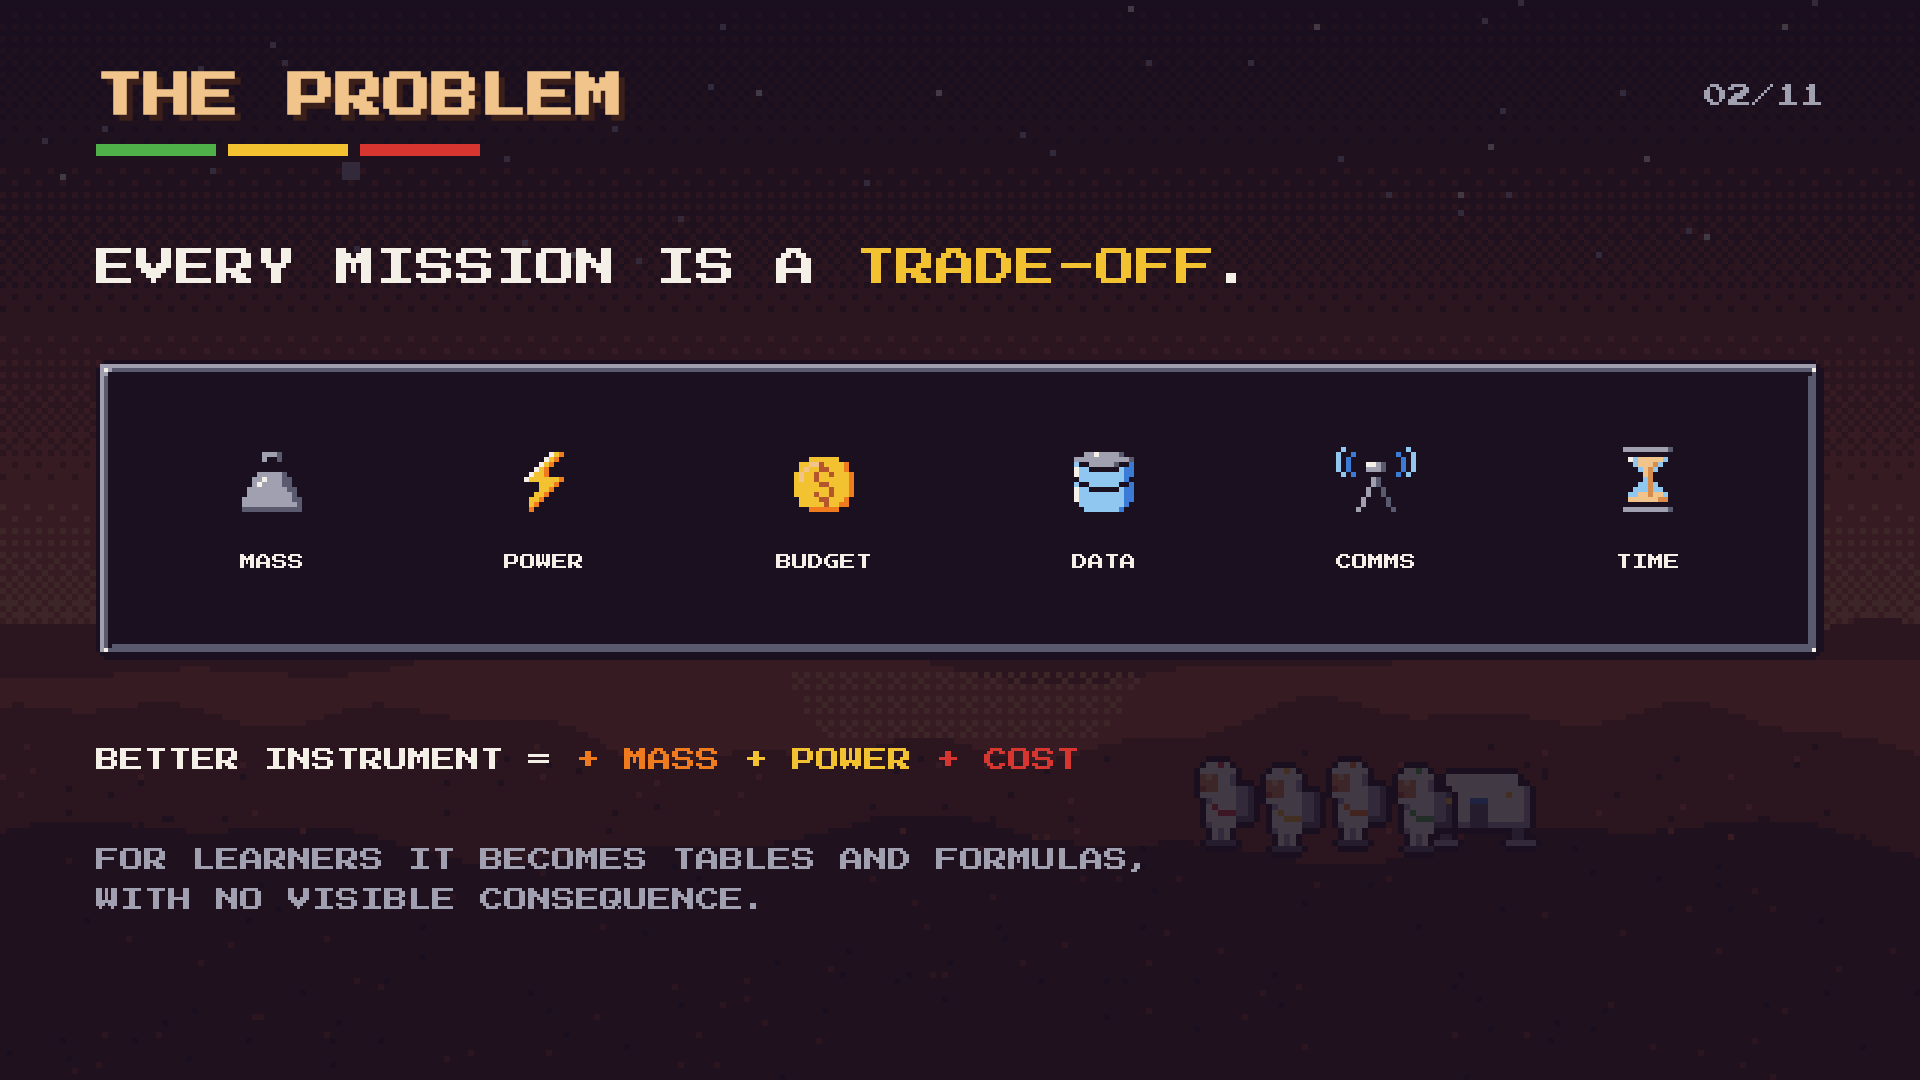 THE PROBLEM
02/11
EVERY MISSION IS A TRADE-OFF.
MASS
POWER
BUDGET
DATA
COMMS
TIME
BETTER INSTRUMENT = + MASS + POWER + COST
FOR LEARNERS IT BECOMES TABLES AND FORMULAS,
WITH NO VISIBLE CONSEQUENCE.